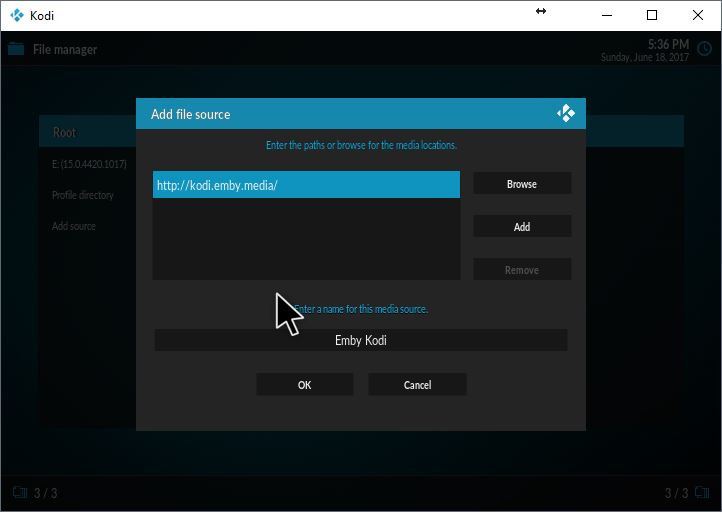 Kodi
File manager
5:36 PM
Sunday, June 18, 2017
Add file source
Root
Enter the paths or browse for the media locations.
E: (15.0.4420.1017)
http://kodi.emby.media/
Browse
Profile directory
Add source
Add
Remove
Enter a name for this media source.
Emby Kodi
OK
Cancel
3 / 3
3 / 3